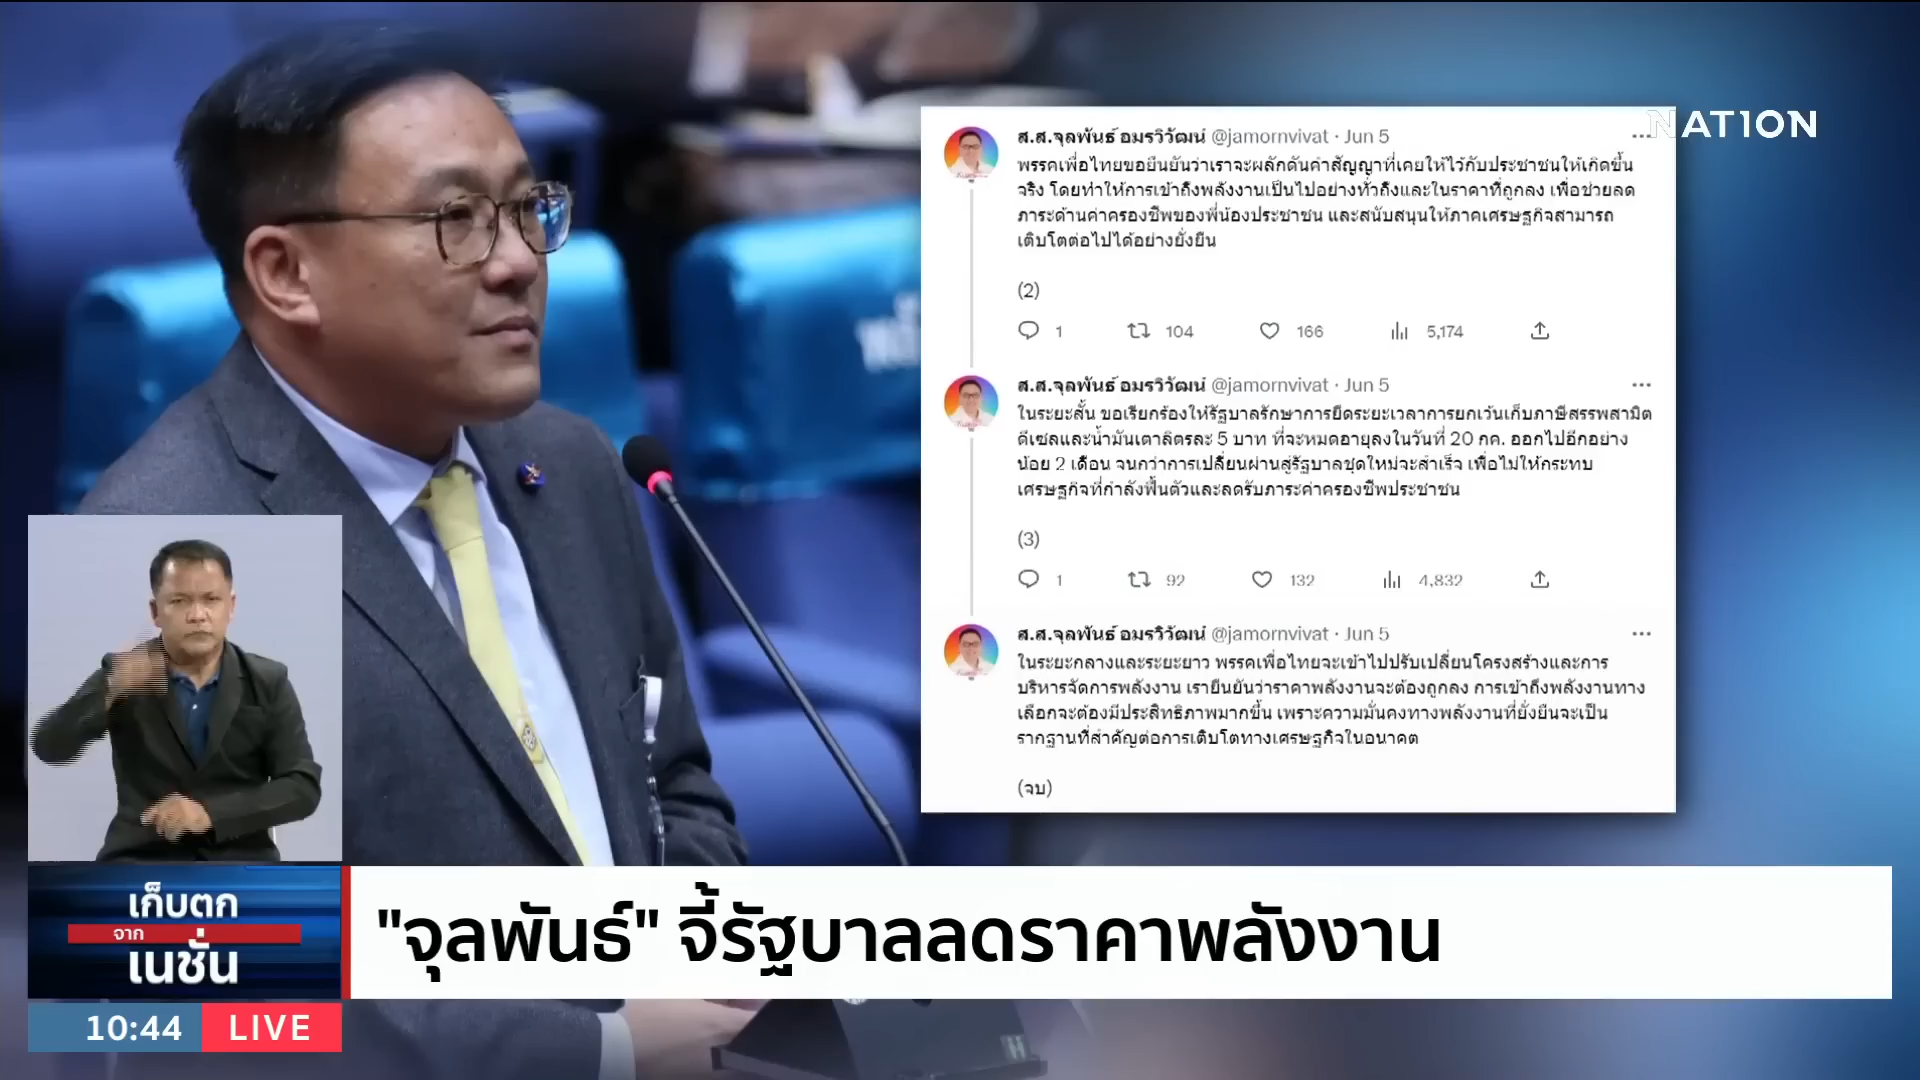 NATION
ส.ส.จุลพันธ์ อมรวิวัฒน์ @jamornvivat · Jun 5
พรรคเพื่อไทยขอยืนยันว่าเราจะผลักดันคำสัญญาที่เคยให้ไว้กับประชาชนให้เกิดขึ้น
จริง โดยทำให้การเข้าถึงพลังงานเป็นไปอย่างทั่วถึงและในราคาที่ถูกลง เพื่อช่วยลด
ภาระด้านค่าครองชีพของพี่น้องประชาชน และสนับสนุนให้ภาคเศรษฐกิจสามารถ
เติบโตต่อไปได้อย่างยั่งยืน
(2)
1 104 166 5,174
ส.ส.จุลพันธ์ อมรวิวัฒน์ @jamornvivat · Jun 5
ในระยะสั้น ขอเรียกร้องให้รัฐบาลรักษาการยืดระยะเวลาการยกเว้นเก็บภาษีสรรพสามิต
ดีเซลและน้ำมันเตาลิตรละ 5 บาท ที่จะหมดอายุลงในวันที่ 20 กค. ออกไปอีกอย่าง
น้อย 2 เดือน จนกว่าการเปลี่ยนผ่านสู่รัฐบาลชุดใหม่จะสำเร็จ เพื่อไม่ให้กระทบ
เศรษฐกิจที่กำลังฟื้นตัวและลดรับภาระค่าครองชีพประชาชน
(3)
1 92 132 4,832
ส.ส.จุลพันธ์ อมรวิวัฒน์ @jamornvivat · Jun 5
ในระยะกลางและระยะยาว พรรคเพื่อไทยจะเข้าไปปรับเปลี่ยนโครงสร้างและการ
บริหารจัดการพลังงาน เรายืนยันว่าราคาพลังงานจะต้องถูกลง การเข้าถึงพลังงานทาง
เลือกจะต้องมีประสิทธิภาพมากขึ้น เพราะความมั่นคงทางพลังงานที่ยั่งยืนจะเป็น
รากฐานที่สำคัญต่อการเติบโตทางเศรษฐกิจในอนาคต
(จบ)
เก็บตก
จาก
เนชั่น
"จุลพันธ์" จี้รัฐบาลลดราคาพลังงาน
10:44 LIVE